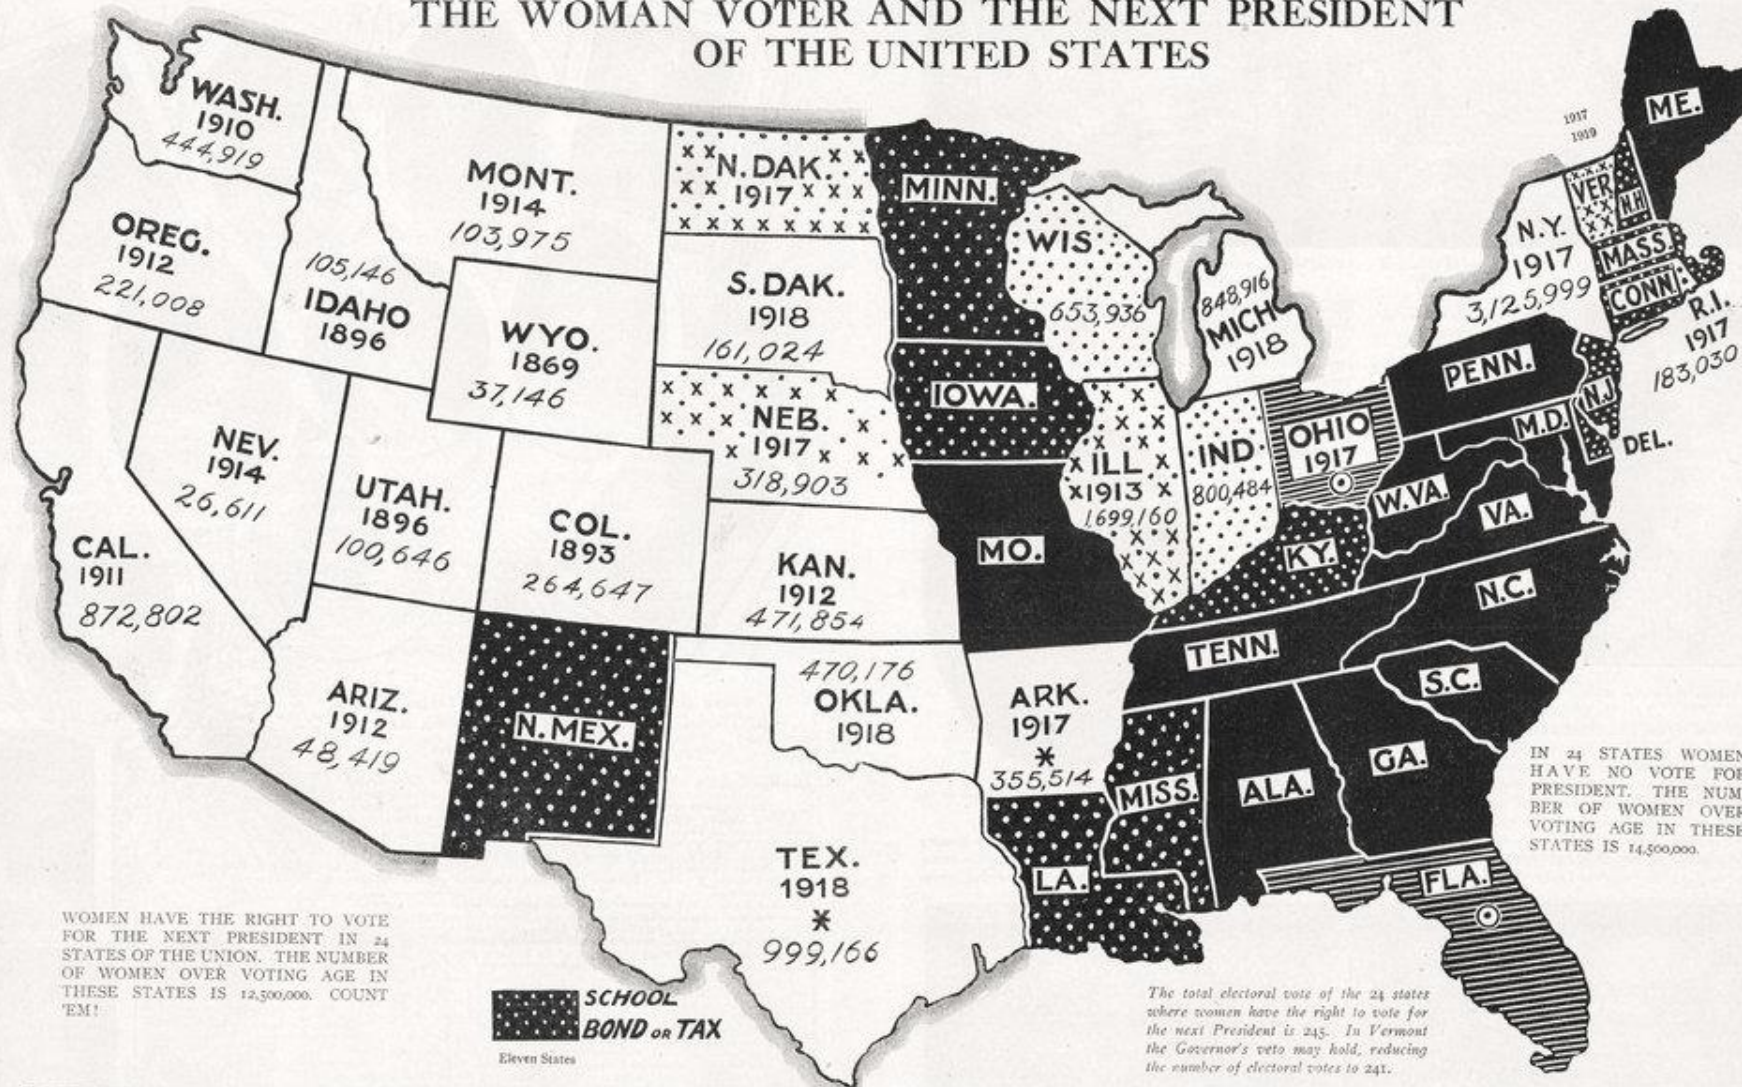 THE WOMAN VOTER AND THE NEXT PRESIDENT
OF THE UNITED STATES
WASH.
1910
444,919
OREG.
1912
221,008
105,146
IDAHO
1896
MONT.
1914
103,975
WYO.
1869
37,146
N. DAK.
1917
S. DAK.
1918
161,024
NEB.
1917
318,903
NEV.
1914
26,611
UTAH.
1896
100,646
COL.
1893
264,647
KAN.
1912
471,854
CAL.
1911
872,802
ARIZ.
1912
48,419
N. MEX.
470,176
OKLA.
1918
TEX.
1918
*
999,166
ARK.
1917
*
355,514
MINN.
IOWA.
MO.
LA.
WIS
653,936
848,916
MICH
1918
ILL
1913
1,699,160
IND.
800,484
OHIO
1917
KY.
TENN.
MISS.
ALA.
GA.
FLA.
S.C.
N.C.
VA.
W.VA.
M.D.
DEL.
PENN.
N.J.
N.Y.
1917
3,125,999
1917
1919
VER
N.H
ME.
MASS
CONN.
R.I.
1917
183,030
IN 24 STATES WOMEN
HAVE NO VOTE FOR
PRESIDENT. THE NUM-
BER OF WOMEN OVER
VOTING AGE IN THESE
STATES IS 14,500,000.
WOMEN HAVE THE RIGHT TO VOTE
FOR THE NEXT PRESIDENT IN 24
STATES OF THE UNION. THE NUMBER
OF WOMEN OVER VOTING AGE IN
THESE STATES IS 12,500,000. COUNT
'EM!
SCHOOL
BOND OR TAX
Eleven States
The total electoral vote of the 24 states
where women have the right to vote for
the next President is 245. In Vermont
the Governor's veto may hold, reducing
the number of electoral votes to 241.